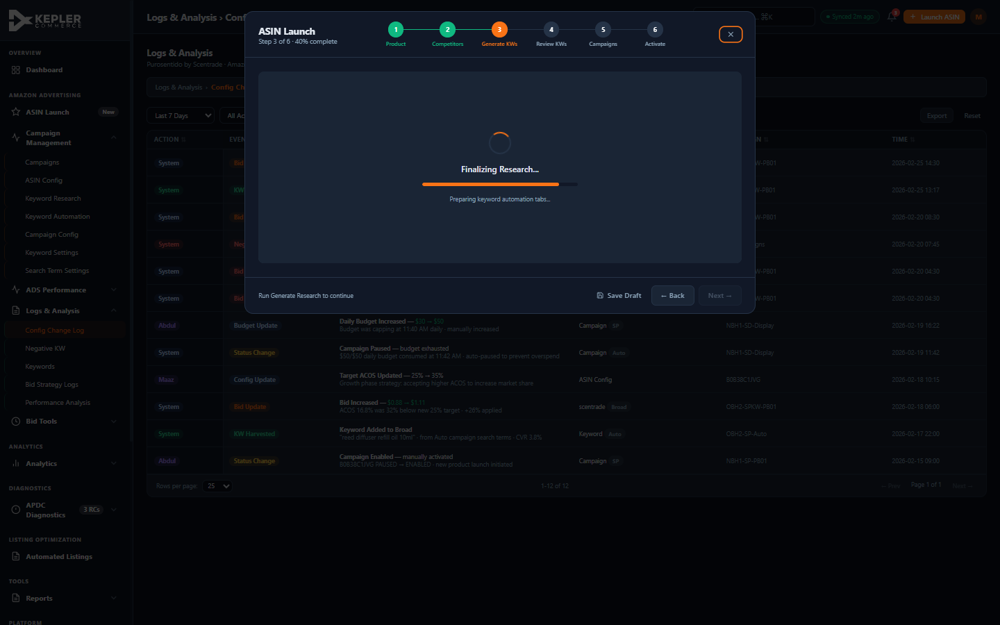 KEPLER
COMMERCE
OVERVIEW
Dashboard
AMAZON ADVERTISING
ASIN Launch New
Campaign
Management
Campaigns
ASIN Config
Keyword Research
Keyword Automation
Campaign Config
Keyword Settings
Search Term Settings
ADS Performance
Logs & Analysis
Config Change Log
Negative KW
Keywords
Bid Strategy Logs
Performance Analysis
Bid Tools
ANALYTICS
Analytics
DIAGNOSTICS
APDC
Diagnostics 3 RCs
LISTING OPTIMIZATION
Automated Listings
TOOLS
Reports
PLATFORM
Logs & Analysis › Conf
⌘K
Synced 2m ago
3
+ Launch ASIN
M
Logs & Analysis
Purosentido by Scentrade · Amaz
Logs & Analysis › Config Ch
Last 7 Days
All Ac
Export
Reset
ASIN Launch
Step 3 of 6 · 40% complete
1 2 3 4 5 6
Product Competitors Generate KWs Review KWs Campaigns Activate
×
Finalizing Research...
Preparing keyword automation tabs...
Run Generate Research to continue
Save Draft
← Back
Next →
ACTION EVEN N TIME
System Bid W-PB01 2026-02-25 14:30
System KW W-PB01 2026-02-25 13:17
System Bid W-PB01 2026-02-20 08:30
System Neg gns 2026-02-20 07:45
System Bid W-PB01 2026-02-20 04:30
System Bid W-PB01 2026-02-20 04:30
Abdul Budget Update Daily Budget Increased — $30 → $50 Campaign SP NBH1-SD-Display 2026-02-19 16:22
Budget was capping at 11:40 AM daily · manually increased
System Status Change Campaign Paused — budget exhausted Campaign Auto NBH1-SD-Display 2026-02-19 11:42
$50/$50 daily budget consumed at 11:42 AM · auto-paused to prevent overspend
Maaz Config Update Target ACOS Updated — 25% → 35% ASIN Config B0B38C1JVG 2026-02-18 10:15
Growth phase strategy: accepting higher ACOS to increase market share
System Bid Update Bid Increased — $0.88 → $1.11 scentrade Broad OBH2-SPKW-PB01 2026-02-18 06:00
ACOS 16.8% was 32% below new 25% target · +26% applied
System KW Harvested Keyword Added to Broad Keyword Auto OBH2-SP-Auto 2026-02-17 22:00
"reed diffuser refill oil 10ml" · from Auto campaign search terms · CVR 3.8%
Abdul Status Change Campaign Enabled — manually activated Campaign SP NBH1-SP-PB01 2026-02-15 09:00
B0B38C1JVG PAUSED → ENABLED · new product launch initiated
Rows per page: 25
1-12 of 12
← Prev Page 1 of 1 Next →